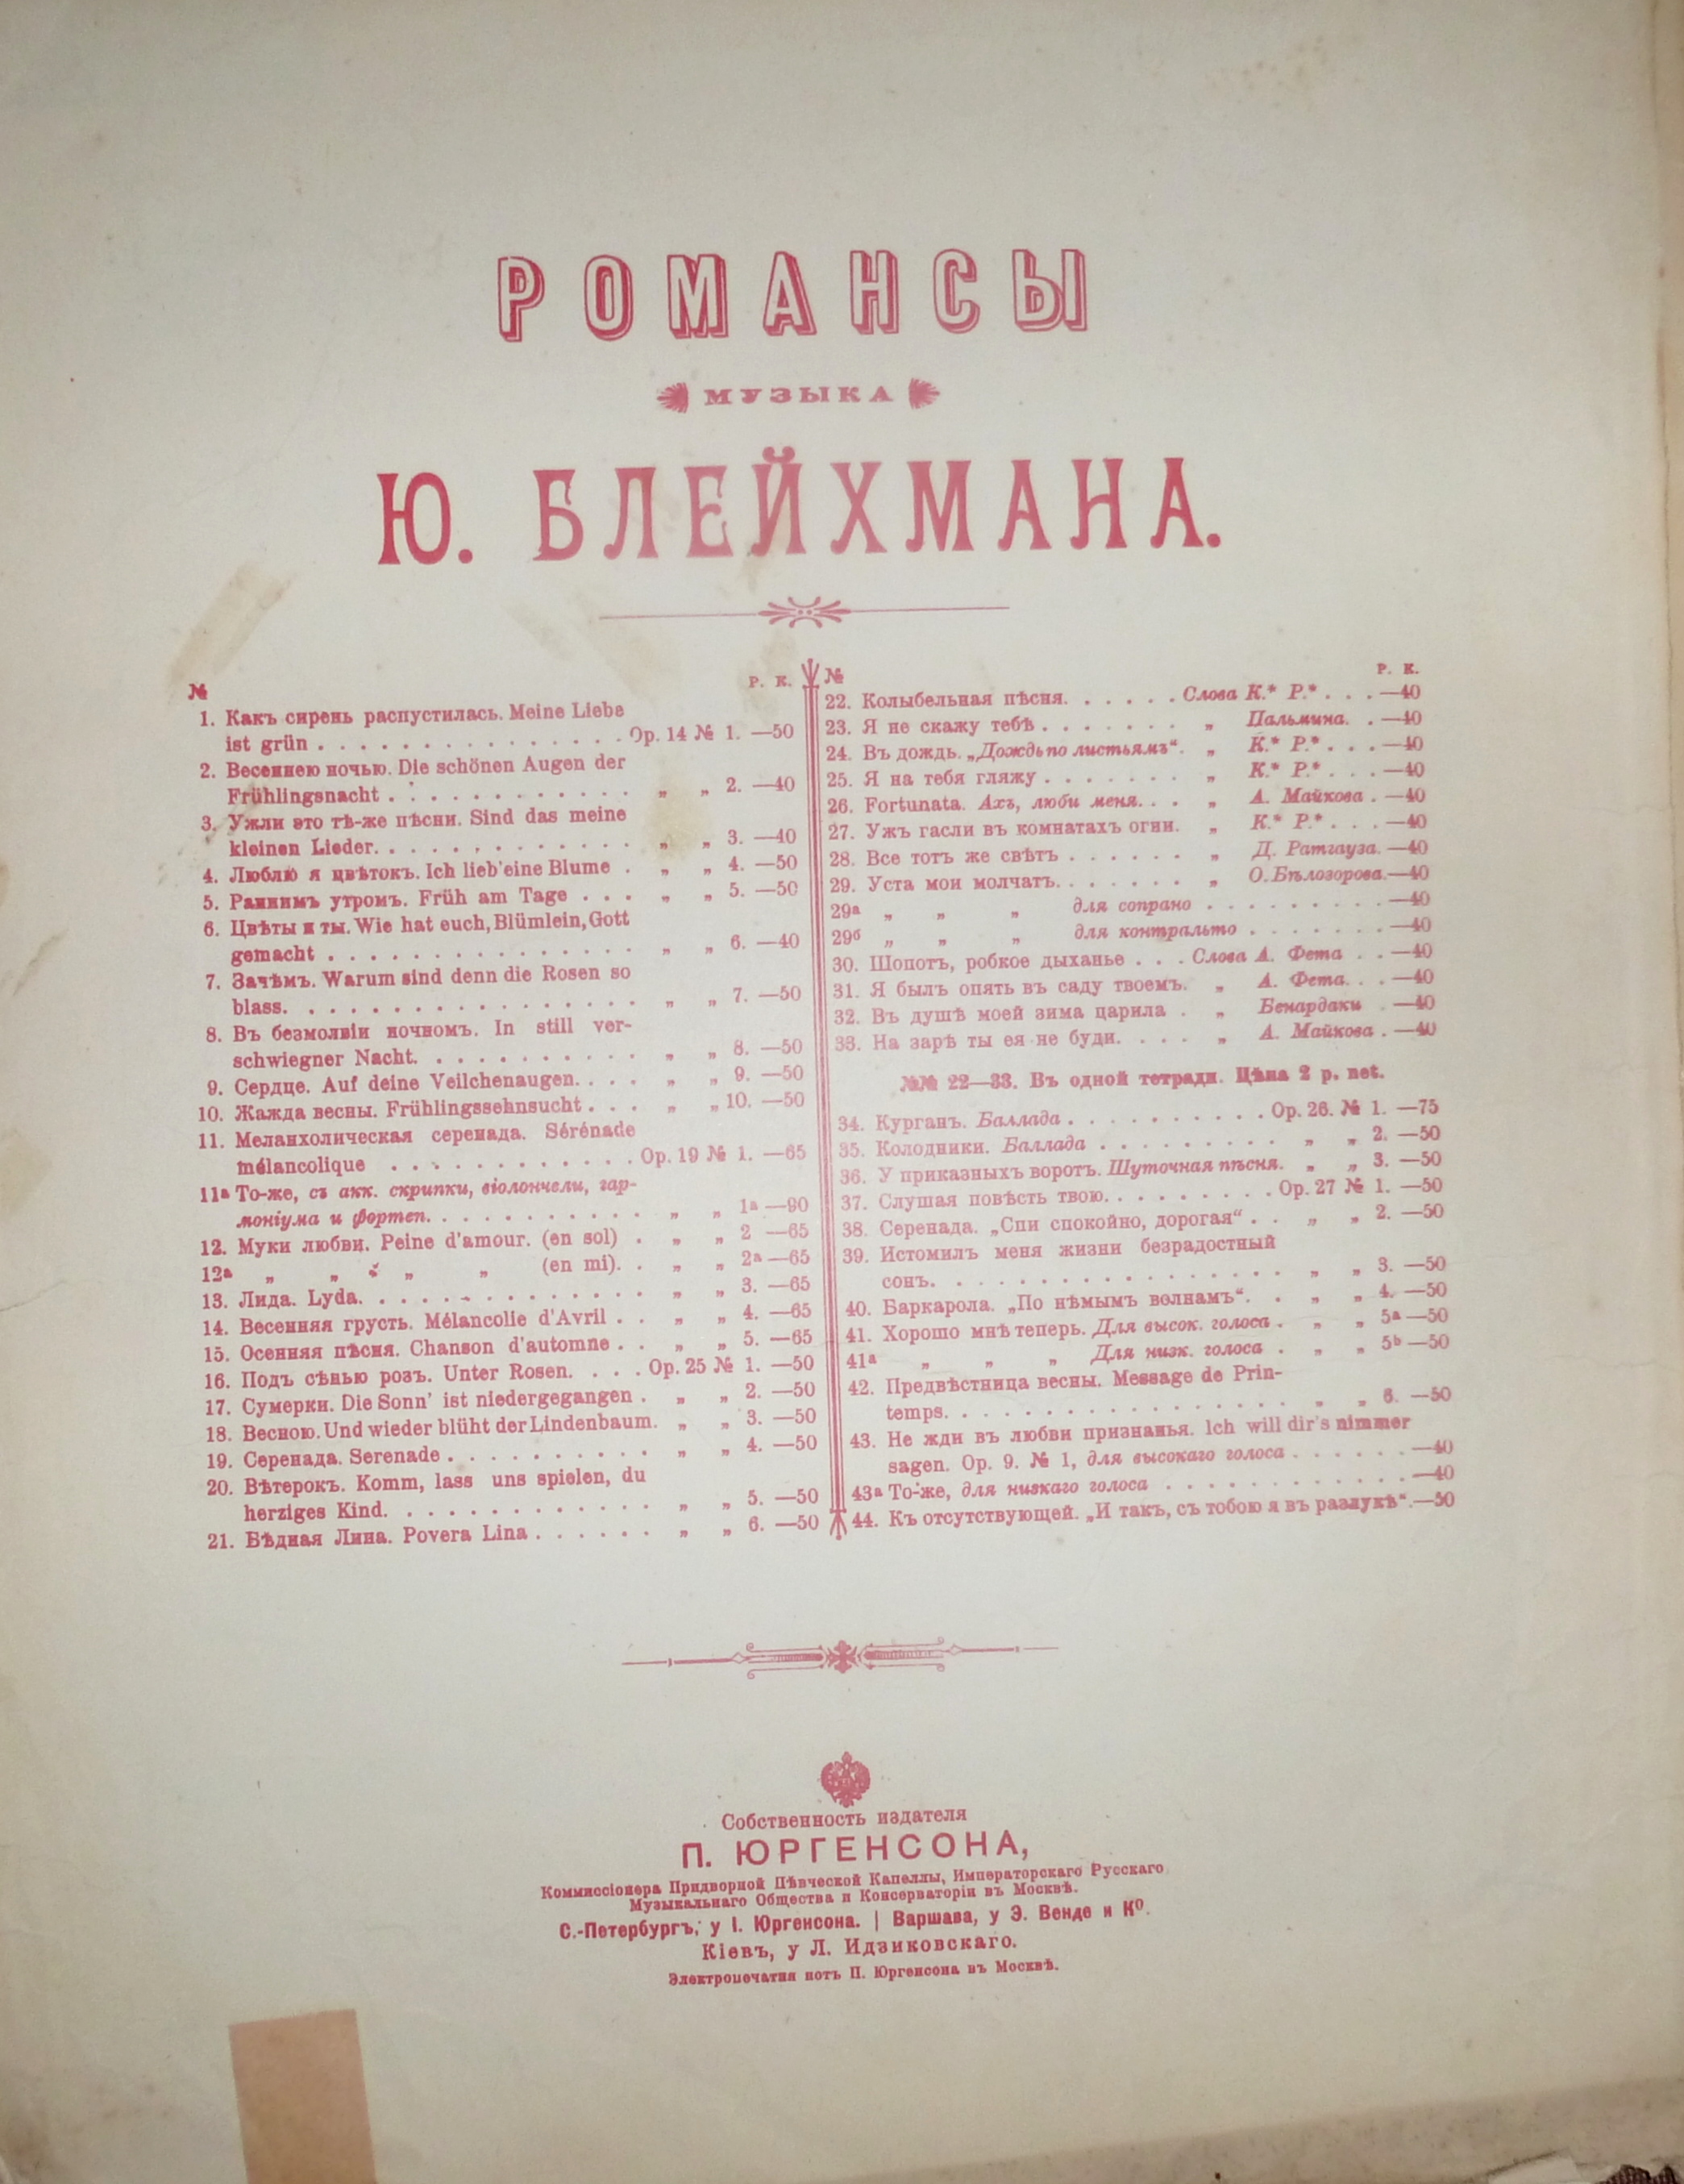 РОМАНСЫ
МУЗЫКА
Ю. БЛЕЙХМАНА.
№ Р. К.
1. Какъ сирень распустилась. Meine Liebe
ist grün . . . . . . . . . . . . . . . Op. 14 № 1. —50
2. Весеннею ночью. Die schönen Augen der
Frühlingsnacht . . . . . . . . . . . . „ „ 2. —40
3. Ужли это тѣ-же пѣсни. Sind das meine
kleinen Lieder. . . . . . . . . . . . . „ „ 3. —40
4. Люблю я цвѣтокъ. Ich lieb'eine Blume . „ „ 4. —50
5. Раннимъ утромъ. Früh am Tage . . . „ „ 5. —50
6. Цвѣты и ты. Wie hat euch, Blümlein, Gott
gemacht . . . . . . . . . . . . . . . „ „ 6. —40
7. Зачѣмъ. Warum sind denn die Rosen so
blass. . . . . . . . . . . . . . . . . „ „ 7. —50
8. Въ безмолвіи ночномъ. In still ver-
schwiegner Nacht. . . . . . . . . . . „ „ 8. —50
9. Сердце. Auf deine Veilchenaugen. . . . „ „ 9. —50
10. Жажда весны. Frühlingssehnsucht . . . „ „ 10. —50
11. Меланхолическая серенада. Sérénade
mélancolique . . . . . . . . . . . . Op. 19 № 1. —65
11а То-же, съ акк. скрипки, віолончели, гар-
моніума и фортеп. . . . . . . . . . . „ „ 1а —90
12. Муки любви. Peine d'amour. (en sol) . „ „ 2 —65
12а „ „ „ „ (en mi). . „ „ 2а —65
13. Лида. Lyda. . . . . . . . . . . . . . „ „ 3. —65
14. Весенняя грусть. Mélancolie d'Avril . . „ „ 4. —65
15. Осенняя пѣсня. Chanson d'automne . . „ „ 5. —65
16. Подъ сѣнью розъ. Unter Rosen. . . . Op. 25 № 1. —50
17. Сумерки. Die Sonn' ist niedergegangen . „ „ 2. —50
18. Весною. Und wieder blüht der Lindenbaum. „ „ 3. —50
19. Серенада. Serenade . . . . . . . . . „ „ 4. —50
20. Вѣтерокъ. Komm, lass uns spielen, du
herziges Kind. . . . . . . . . . . . . „ „ 5. —50
21. Бѣдная Лина. Povera Lina . . . . . . „ „ 6. —50
№ Р. К.
22. Колыбельная пѣсня. . . . . . Слова К.* Р.* . . . —40
23. Я не скажу тебѣ . . . . . . . „ Пальмина. . —40
24. Въ дождь. „Дождь по листьямъ“. „ К.* Р.* . . . —40
25. Я на тебя гляжу . . . . . . . „ К.* Р.* . . . —40
26. Fortunata. Ахъ, люби меня. . . „ А. Майкова . —40
27. Ужъ гасли въ комнатахъ огни. „ К.* Р.* . . . —40
28. Все тотъ же свѣтъ . . . . . . „ Д. Ратгауза. —40
29. Уста мои молчатъ. . . . . . . „ О. Бѣлозорова. —40
29а „ „ „ для сопрано . . . . . . . . . —40
29б „ „ „ для контральто . . . . . . . —40
30. Шопотъ, робкое дыханье . . . Слова А. Фета . . —40
31. Я былъ опять въ саду твоемъ. „ А. Фета. . . —40
32. Въ душѣ моей зима царила . „ Бенардаки . —40
33. На зарѣ ты ея не буди. . . . „ А. Майкова . —40
№№ 22—33. Въ одной тетради. Цѣна 2 р. net.
34. Курганъ. Баллада . . . . . . . . . . Op. 26. № 1. —75
35. Колодники. Баллада . . . . . . . . . „ „ 2. —50
36. У приказныхъ воротъ. Шуточная пѣсня. „ „ 3. —50
37. Слушая повѣсть твою. . . . . . . . . Op. 27 № 1. —50
38. Серенада. „Спи спокойно, дорогая“ . . „ „ 2. —50
39. Истомилъ меня жизни безрадостный
сонъ. . . . . . . . . . . . . . . . . „ „ 3. —50
40. Баркарола. „По нѣмымъ волнамъ“. . „ „ 4. —50
41. Хорошо мнѣ теперь. Для высок. голоса . „ „ 5а —50
41а „ „ „ Для низк. голоса . „ „ 5b —50
42. Предвѣстница весны. Message de Prin-
temps. . . . . . . . . . . . . . . . . „ „ 6. —50
43. Не жди въ любви признанья. Ich will dir's nimmer
sagen. Op. 9. № 1, для высокаго голоса . . . . . . —40
43а То-же, для низкаго голоса . . . . . . . . . . . . —40
44. Къ отсутствующей. „И такъ, съ тобою я въ разлукѣ“. —50
Собственность издателя
П. ЮРГЕНСОНА,
Коммиссіонера Придворной Пѣвческой Капеллы, Императорскаго Русскаго
Музыкальнаго Общества и Консерваторіи въ Москвѣ.
С.-Петербургъ, у І. Юргенсона. | Варшава, у Э. Венде и Ко.
Кіевъ, у Л. Идзиковскаго.
Электропечатня нотъ П. Юргенсона въ Москвѣ.